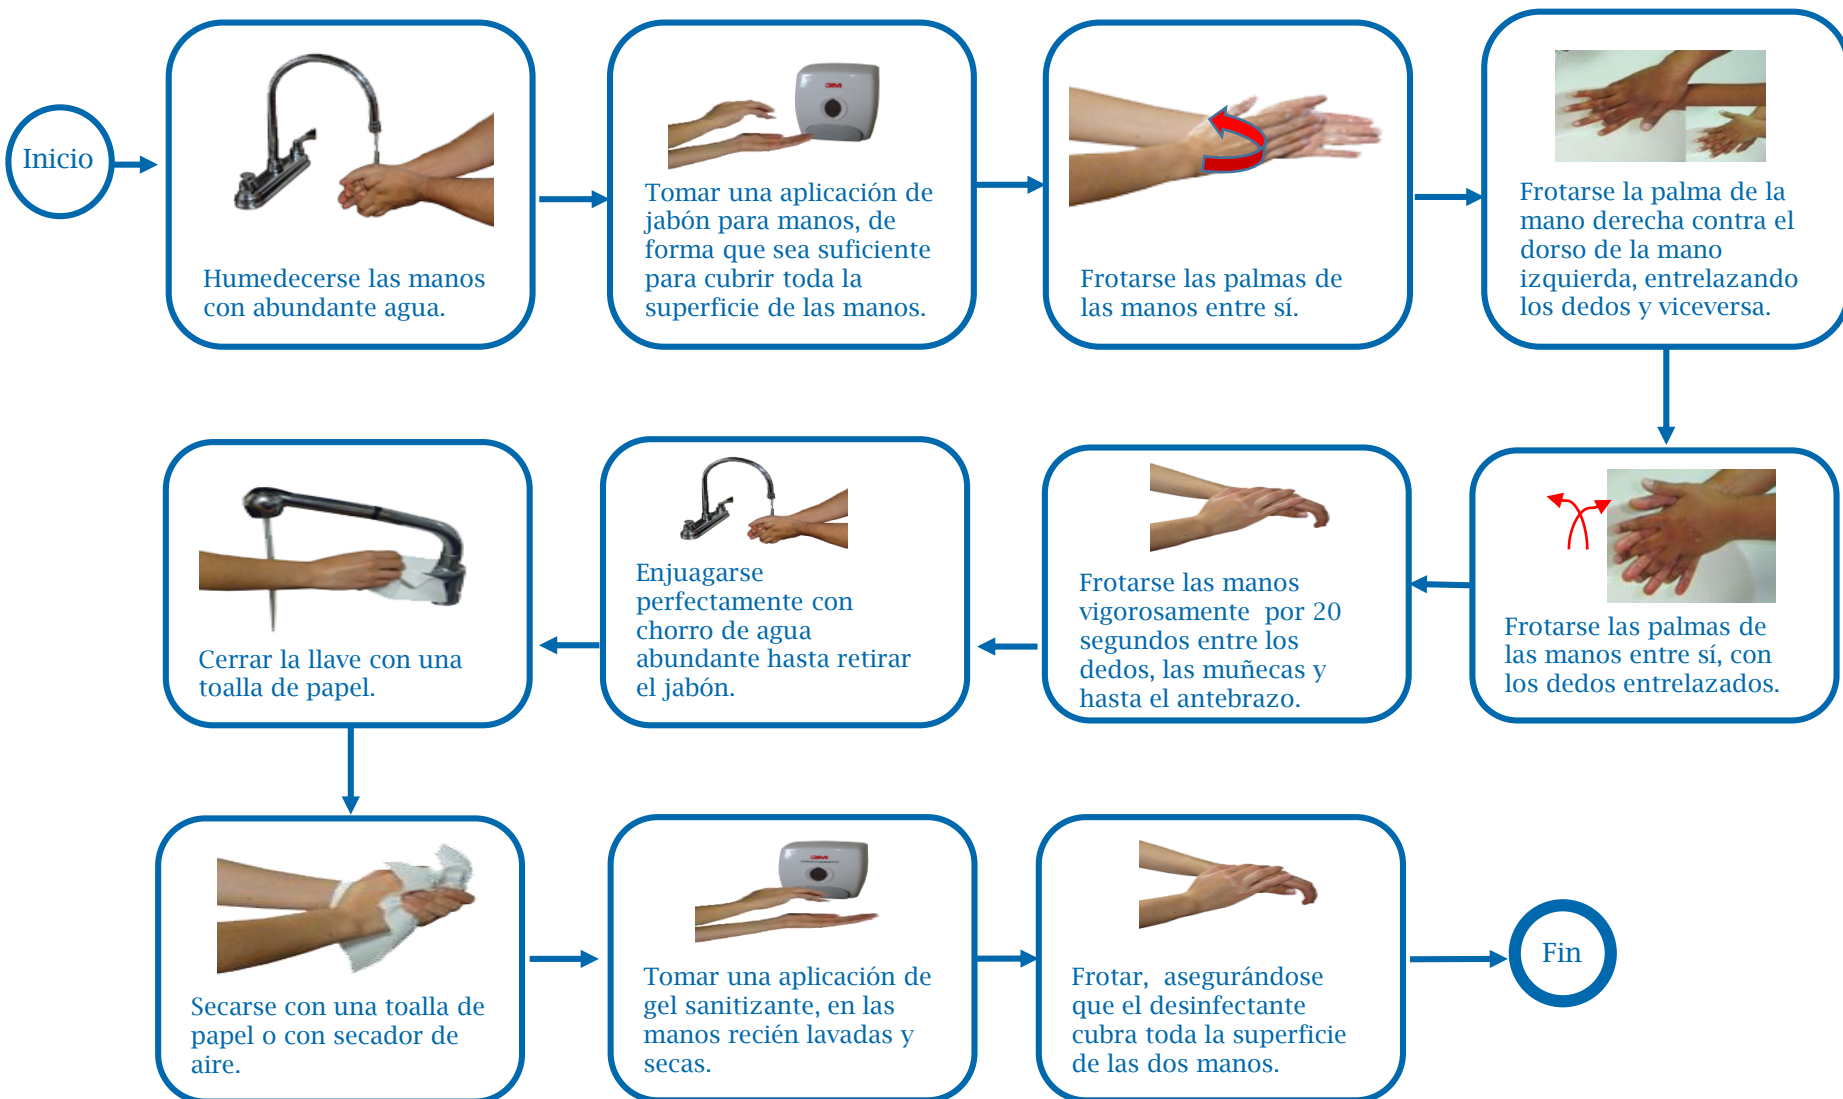 Inicio
Humedecerse las manos
con abundante agua.
3M
Tomar una aplicación de
jabón para manos, de
forma que sea suficiente
para cubrir toda la
superficie de las manos.
Frotarse las palmas de
las manos entre sí.
Frotarse la palma de la
mano derecha contra el
dorso de la mano
izquierda, entrelazando
los dedos y viceversa.
Frotarse las palmas de
las manos entre sí, con
los dedos entrelazados.
Frotarse las manos
vigorosamente por 20
segundos entre los
dedos, las muñecas y
hasta el antebrazo.
Enjuagarse
perfectamente con
chorro de agua
abundante hasta retirar
el jabón.
Cerrar la llave con una
toalla de papel.
Secarse con una toalla de
papel o con secador de
aire.
3M
Tomar una aplicación de
gel sanitizante, en las
manos recién lavadas y
secas.
Frotar, asegurándose
que el desinfectante
cubra toda la superficie
de las dos manos.
Fin